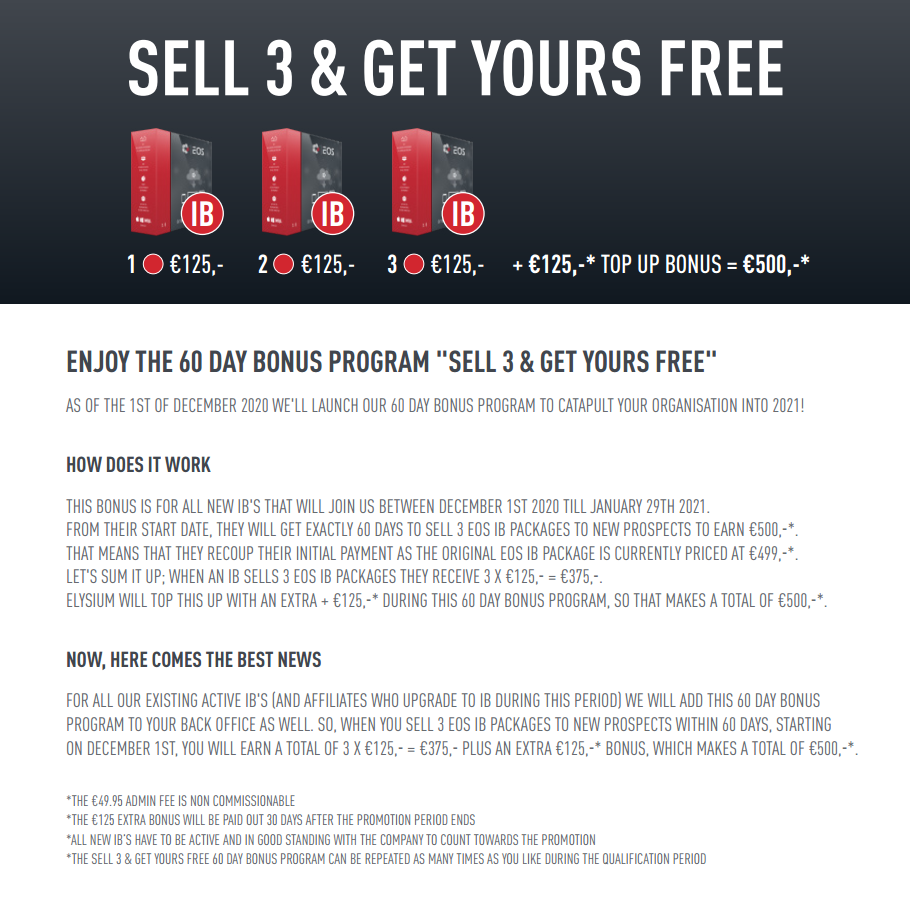 SELL 3 & GET YOURS FREE
EOS EOS EOS
IB IB IB
1 €125,- 2 €125,- 3 €125,- + €125,-* TOP UP BONUS = €500,-*
ENJOY THE 60 DAY BONUS PROGRAM "SELL 3 & GET YOURS FREE"
AS OF THE 1ST OF DECEMBER 2020 WE'LL LAUNCH OUR 60 DAY BONUS PROGRAM TO CATAPULT YOUR ORGANISATION INTO 2021!
HOW DOES IT WORK
THIS BONUS IS FOR ALL NEW IB'S THAT WILL JOIN US BETWEEN DECEMBER 1ST 2020 TILL JANUARY 29TH 2021.
FROM THEIR START DATE, THEY WILL GET EXACTLY 60 DAYS TO SELL 3 EOS IB PACKAGES TO NEW PROSPECTS TO EARN €500,-*.
THAT MEANS THAT THEY RECOUP THEIR INITIAL PAYMENT AS THE ORIGINAL EOS IB PACKAGE IS CURRENTLY PRICED AT €499,-*.
LET'S SUM IT UP; WHEN AN IB SELLS 3 EOS IB PACKAGES THEY RECEIVE 3 X €125,- = €375,-.
ELYSIUM WILL TOP THIS UP WITH AN EXTRA + €125,-* DURING THIS 60 DAY BONUS PROGRAM, SO THAT MAKES A TOTAL OF €500,-*.
NOW, HERE COMES THE BEST NEWS
FOR ALL OUR EXISTING ACTIVE IB'S (AND AFFILIATES WHO UPGRADE TO IB DURING THIS PERIOD) WE WILL ADD THIS 60 DAY BONUS
PROGRAM TO YOUR BACK OFFICE AS WELL. SO, WHEN YOU SELL 3 EOS IB PACKAGES TO NEW PROSPECTS WITHIN 60 DAYS, STARTING
ON DECEMBER 1ST, YOU WILL EARN A TOTAL OF 3 X €125,- = €375,- PLUS AN EXTRA €125,-* BONUS, WHICH MAKES A TOTAL OF €500,-*.
*THE €49.95 ADMIN FEE IS NON COMMISSIONABLE
*THE €125 EXTRA BONUS WILL BE PAID OUT 30 DAYS AFTER THE PROMOTION PERIOD ENDS
*ALL NEW IB'S HAVE TO BE ACTIVE AND IN GOOD STANDING WITH THE COMPANY TO COUNT TOWARDS THE PROMOTION
*THE SELL 3 & GET YOURS FREE 60 DAY BONUS PROGRAM CAN BE REPEATED AS MANY TIMES AS YOU LIKE DURING THE QUALIFICATION PERIOD